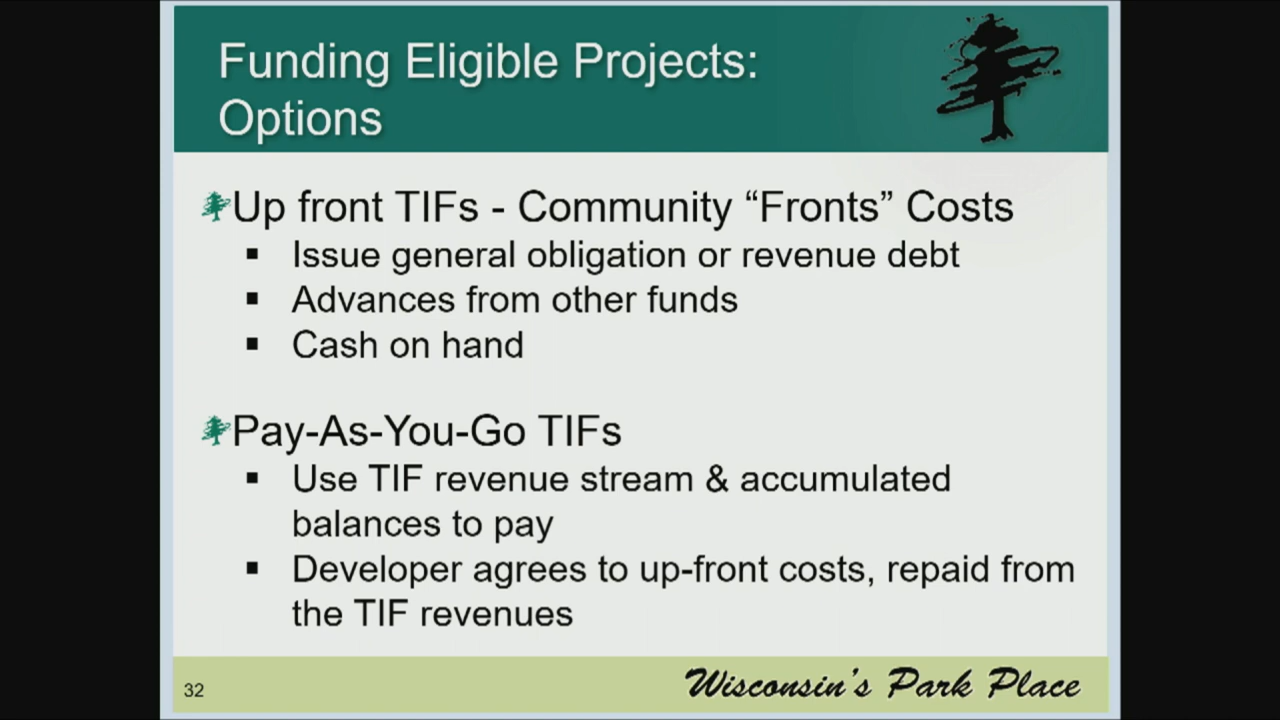 Funding Eligible Projects:
Options
Up front TIFs - Community “Fronts” Costs
▪ Issue general obligation or revenue debt
▪ Advances from other funds
▪ Cash on hand
Pay-As-You-Go TIFs
▪ Use TIF revenue stream & accumulated
balances to pay
▪ Developer agrees to up-front costs, repaid from
the TIF revenues
32
Wisconsin's Park Place